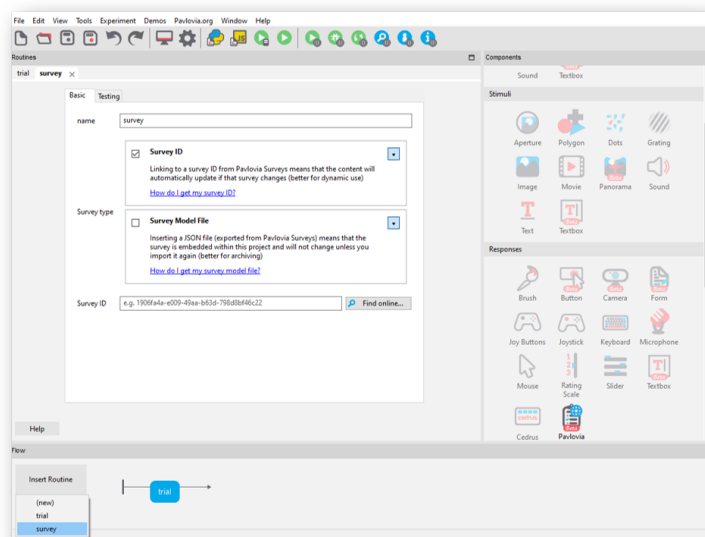 File Edit View Tools Experiment Demos Pavlovia.org Window Help
Routines
trial survey
Basic Testing
name survey
Survey type
Survey ID
Linking to a survey ID from Pavlovia Surveys means that the content will
automatically update if that survey changes (better for dynamic use)
How do I get my survey ID?
Survey Model File
Inserting a JSON file (exported from Pavlovia Surveys) means that the
survey is embedded within this project and will not change unless you
import it again (better for archiving)
How do I get my survey model file?
Survey ID e.g. 1906fa4a-e009-49aa-b63d-798d8bf46c22 Find online...
Help
Components
Sound Textbox
Stimuli
Aperture Polygon Dots Grating
Image Movie Panorama Sound
Text Textbox
Responses
Brush Button Camera Form
Joy Buttons Joystick Keyboard Microphone
Mouse Rating Scale Slider Textbox
Cedrus Pavlovia
Flow
Insert Routine
trial
(new)
trial
survey